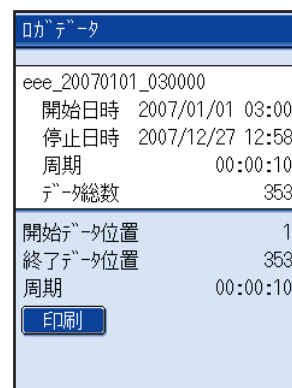 ﾛｶﾞﾃﾞｰﾀ
eee_20070101_030000
開始日時 2007/01/01 03:00
停止日時 2007/12/27 12:58
周期 00:00:10
ﾃﾞｰﾀ総数 353
開始ﾃﾞｰﾀ位置 1
終了ﾃﾞｰﾀ位置 353
周期 00:00:10
印刷